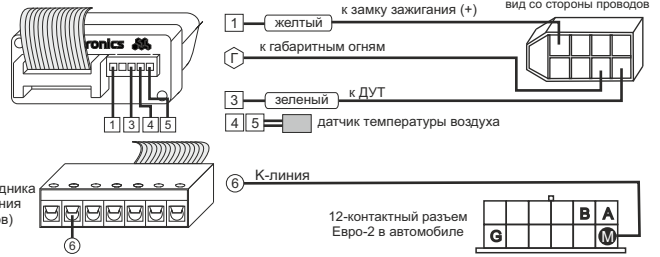 вид со стороны проводов
1 желтый к замку зажигания (+)
Г к габаритным огням
3 зеленый к ДУТ
4 5 датчик температуры воздуха
ronics
1 3 4 5
6 К-линия
12-контактный разъем
Евро-2 в автомобиле
B A
G M
6